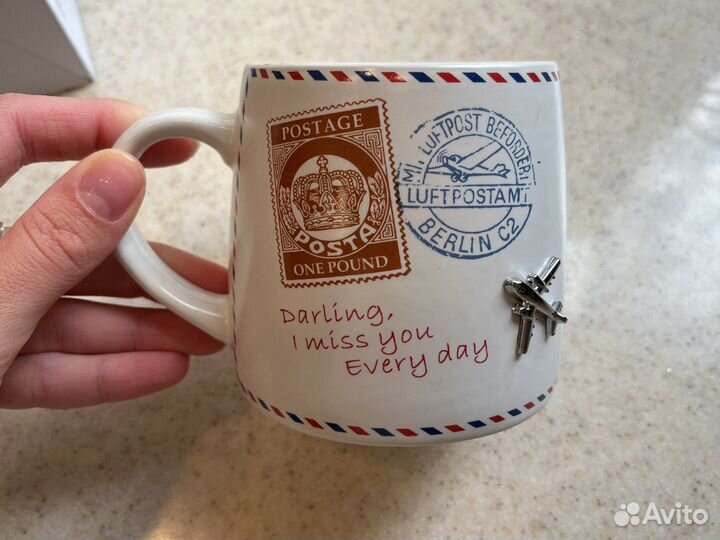 POSTAGE
POSTA
ONE POUND
MIT LUFTPOST BEFÖRDERT
LUFTPOSTAMT
BERLIN C2
Darling,
I miss you
Every day
Avito